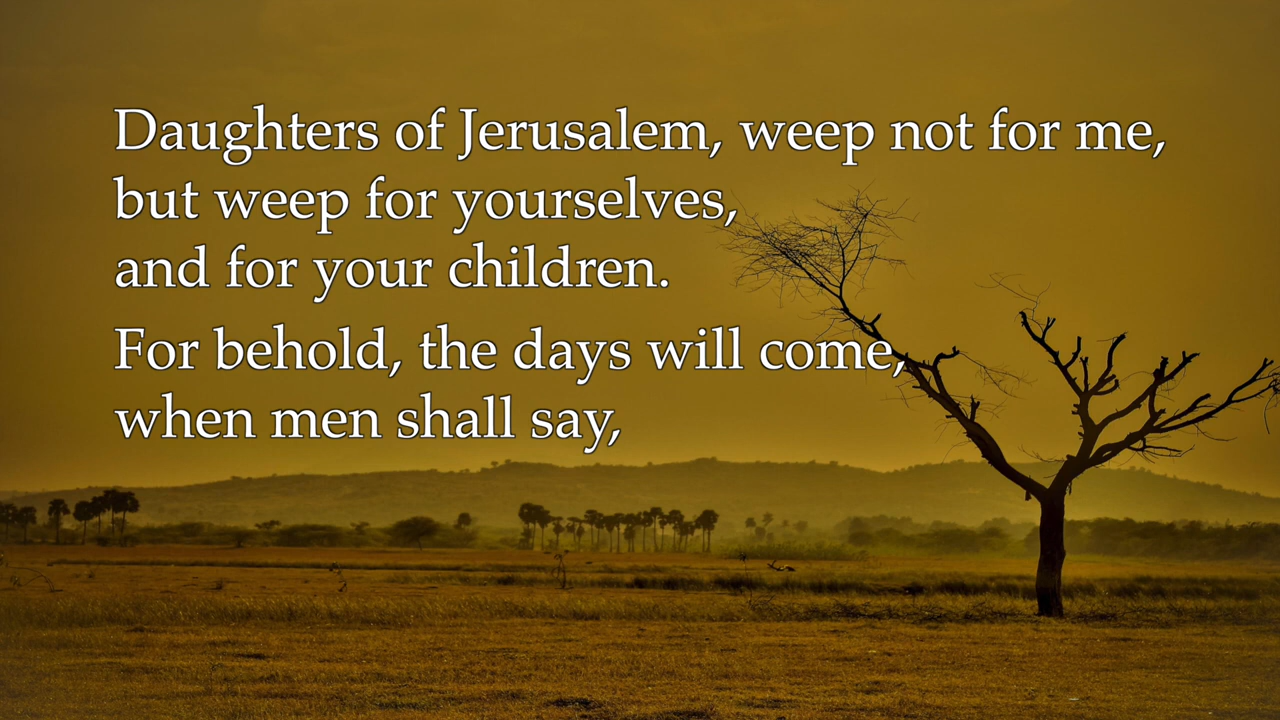 Daughters of Jerusalem, weep not for me,
but weep for yourselves,
and for your children.
For behold, the days will come,
when men shall say,